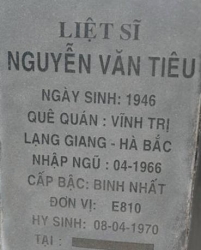 LIỆT SĨ
NGUYỄN VĂN TIÊU
NGÀY SINH: 1946
QUÊ QUÁN : VĨNH TRỊ
LẠNG GIANG - HÀ BẮC
NHẬP NGŨ : 04-1966
CẤP BẬC: BINH NHẤT
ĐƠN VỊ: E810
HY SINH: 08-04-1970
TẠI :